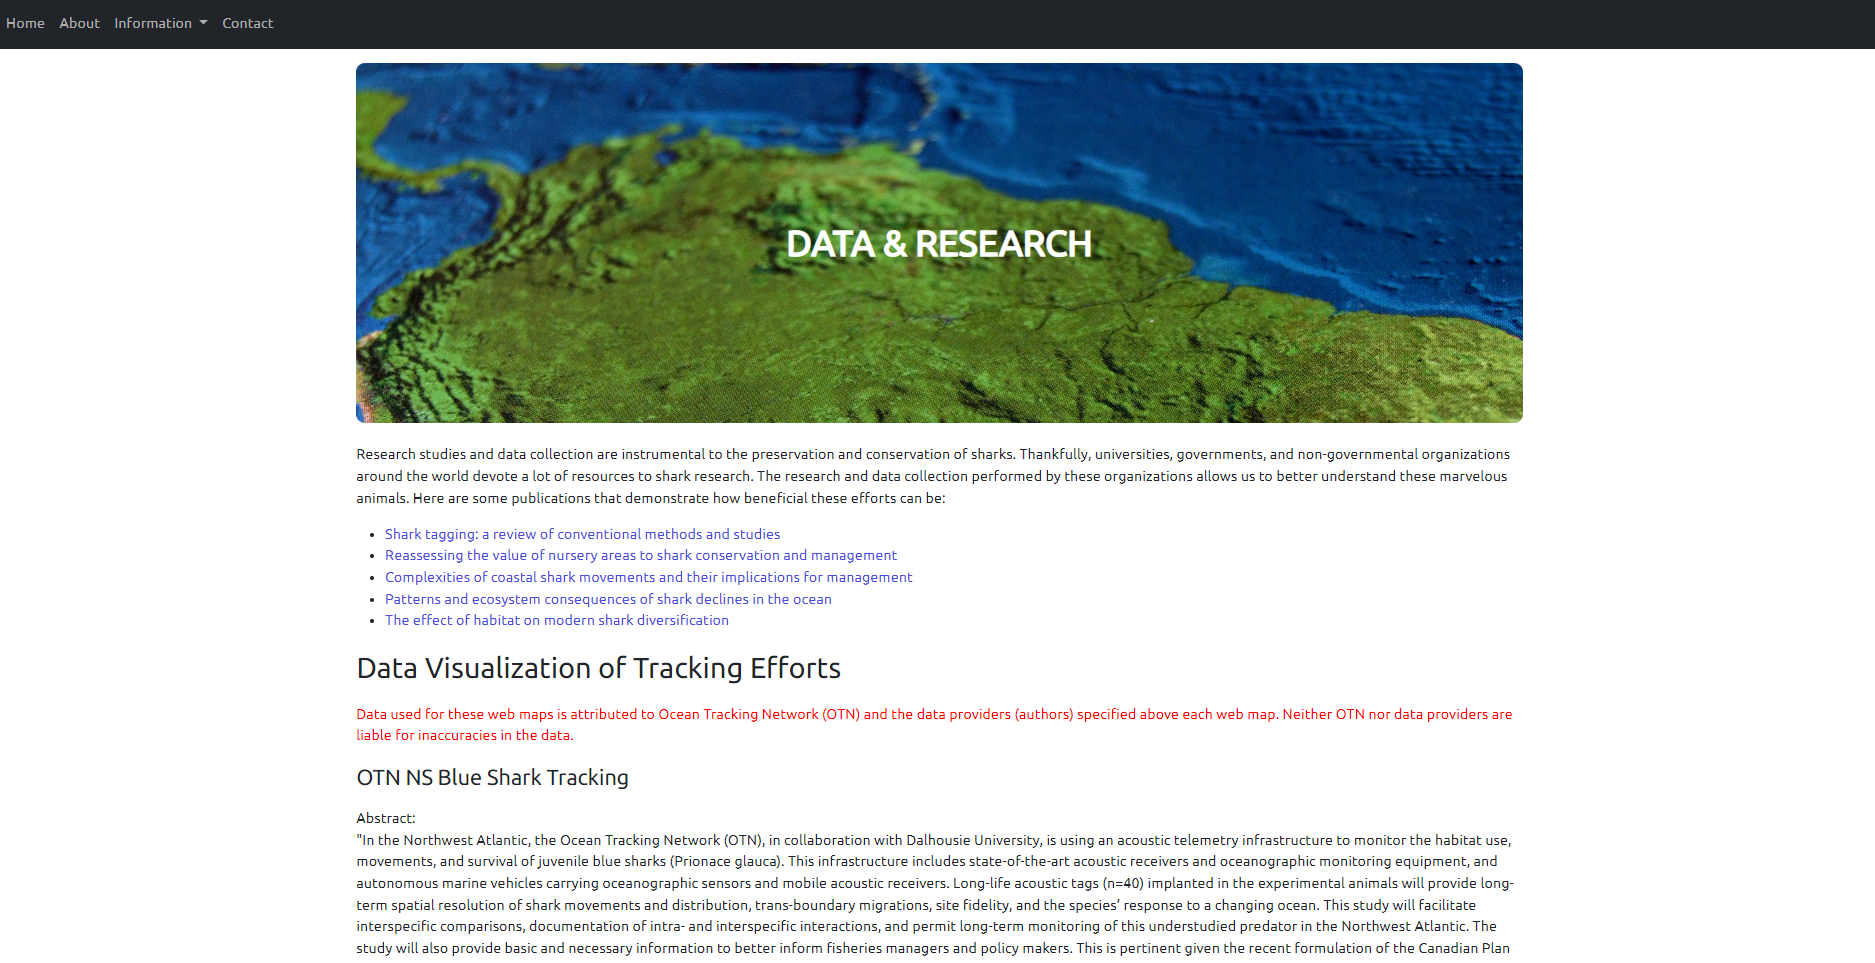 Home About Information Contact
DATA & RESEARCH
Research studies and data collection are instrumental to the preservation and conservation of sharks. Thankfully, universities, governments, and non-governmental organizations
around the world devote a lot of resources to shark research. The research and data collection performed by these organizations allows us to better understand these marvelous
animals. Here are some publications that demonstrate how beneficial these efforts can be:
• Shark tagging: a review of conventional methods and studies
• Reassessing the value of nursery areas to shark conservation and management
• Complexities of coastal shark movements and their implications for management
• Patterns and ecosystem consequences of shark declines in the ocean
• The effect of habitat on modern shark diversification
Data Visualization of Tracking Efforts
Data used for these web maps is attributed to Ocean Tracking Network (OTN) and the data providers (authors) specified above each web map. Neither OTN nor data providers are
liable for inaccuracies in the data.
OTN NS Blue Shark Tracking
Abstract:
"In the Northwest Atlantic, the Ocean Tracking Network (OTN), in collaboration with Dalhousie University, is using an acoustic telemetry infrastructure to monitor the habitat use,
movements, and survival of juvenile blue sharks (Prionace glauca). This infrastructure includes state-of-the-art acoustic receivers and oceanographic monitoring equipment, and
autonomous marine vehicles carrying oceanographic sensors and mobile acoustic receivers. Long-life acoustic tags (n=40) implanted in the experimental animals will provide long-
term spatial resolution of shark movements and distribution, trans-boundary migrations, site fidelity, and the species’ response to a changing ocean. This study will facilitate
interspecific comparisons, documentation of intra- and interspecific interactions, and permit long-term monitoring of this understudied predator in the Northwest Atlantic. The
study will also provide basic and necessary information to better inform fisheries managers and policy makers. This is pertinent given the recent formulation of the Canadian Plan